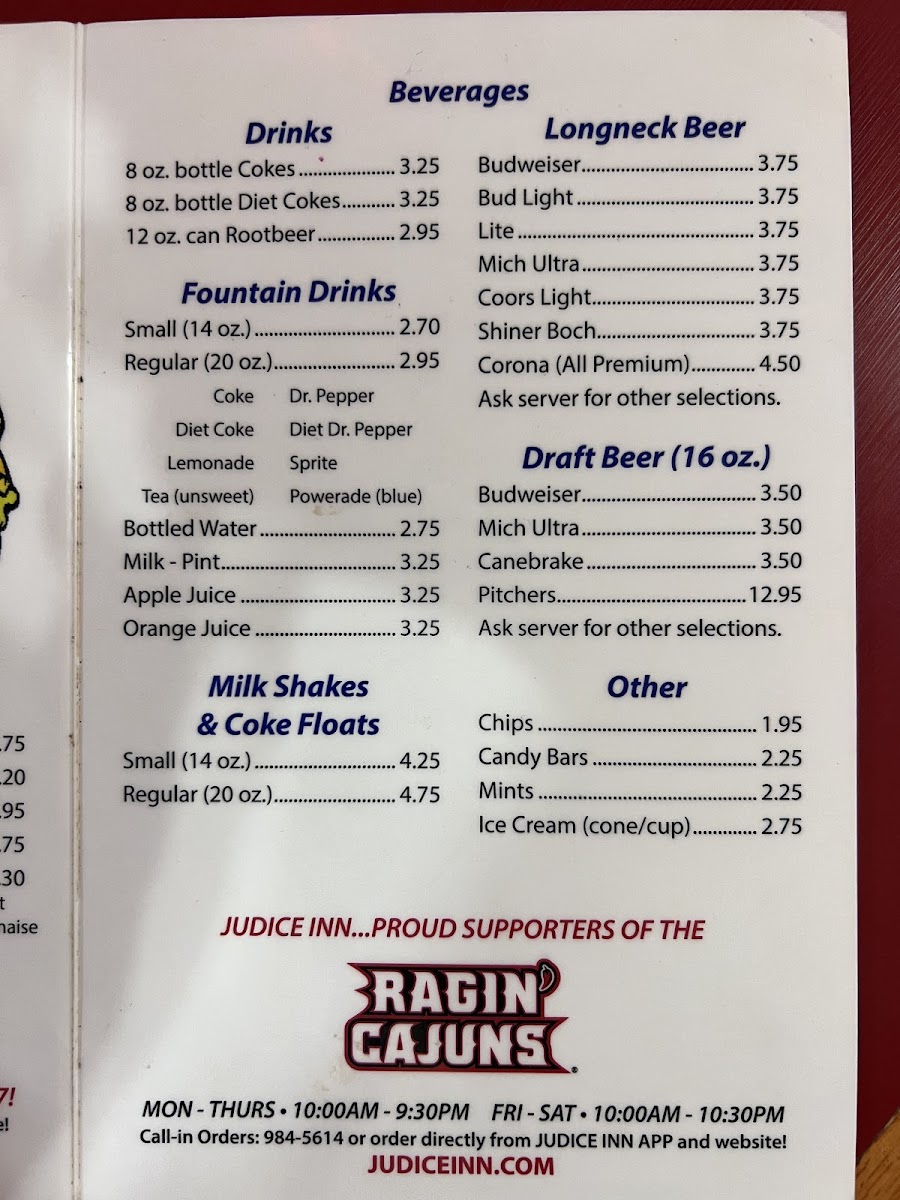 Beverages
Drinks
8 oz. bottle Cokes 3.25
8 oz. bottle Diet Cokes 3.25
12 oz. can Rootbeer 2.95
Fountain Drinks
Small (14 oz.) 2.70
Regular (20 oz.) 2.95
Coke Dr. Pepper
Diet Coke Diet Dr. Pepper
Lemonade Sprite
Tea (unsweet) Powerade (blue)
Bottled Water 2.75
Milk - Pint 3.25
Apple Juice 3.25
Orange Juice 3.25
Milk Shakes
& Coke Floats
Small (14 oz.) 4.25
Regular (20 oz.) 4.75
Longneck Beer
Budweiser 3.75
Bud Light 3.75
Lite 3.75
Mich Ultra 3.75
Coors Light 3.75
Shiner Boch 3.75
Corona (All Premium) 4.50
Ask server for other selections.
Draft Beer (16 oz.)
Budweiser 3.50
Mich Ultra 3.50
Canebrake 3.50
Pitchers 12.95
Ask server for other selections.
Other
Chips 1.95
Candy Bars 2.25
Mints 2.25
Ice Cream (cone/cup) 2.75
JUDICE INN...PROUD SUPPORTERS OF THE
RAGIN'
CAJUNS
MON - THURS • 10:00AM - 9:30PM FRI - SAT • 10:00AM - 10:30PM
Call-in Orders: 984-5614 or order directly from JUDICE INN APP and website!
JUDICEINN.COM
.75
.20
.95
.75
.30